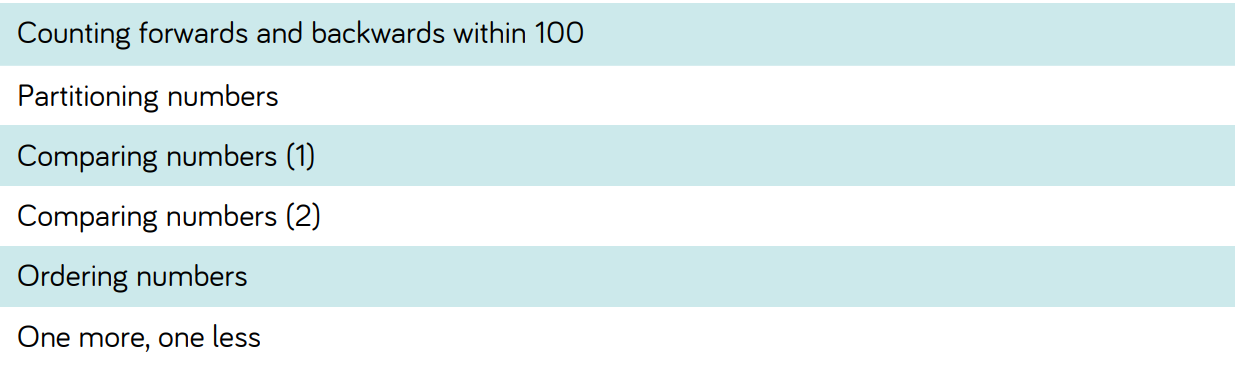 Counting forwards and backwards within 100
Partitioning numbers
Comparing numbers (1)
Comparing numbers (2)
Ordering numbers
One more, one less